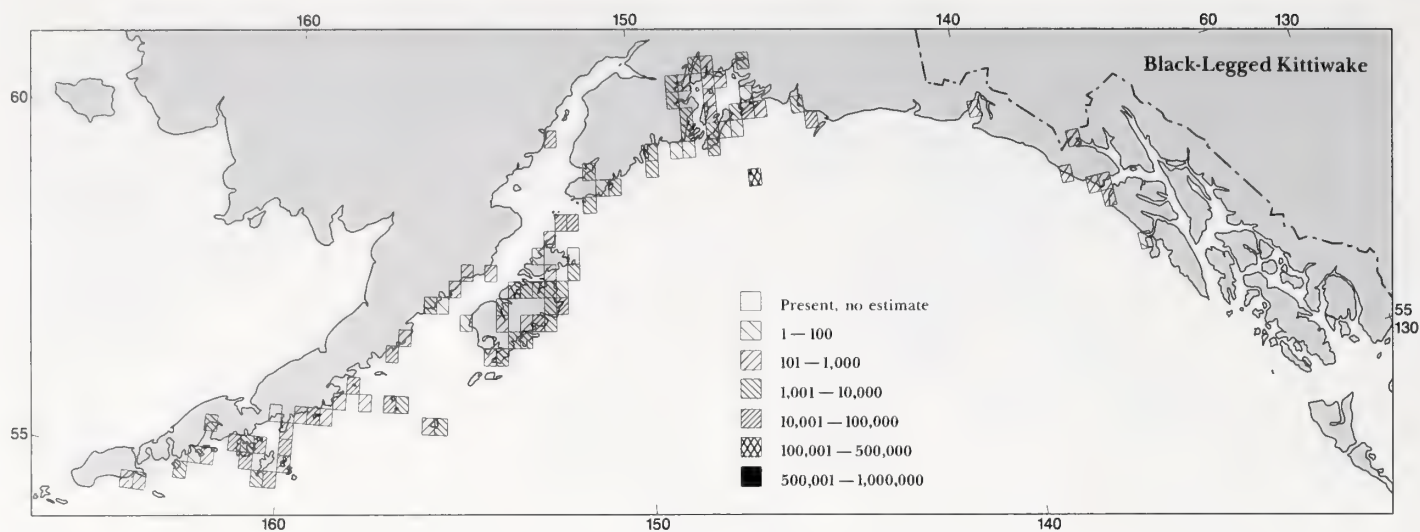 160 150 140 60 130
Black-Legged Kittiwake
60
55
130
55
Present, no estimate
1 — 100
101 — 1,000
1,001 — 10,000
10,001 — 100,000
100,001 — 500,000
500,001 — 1,000,000
160 150 140